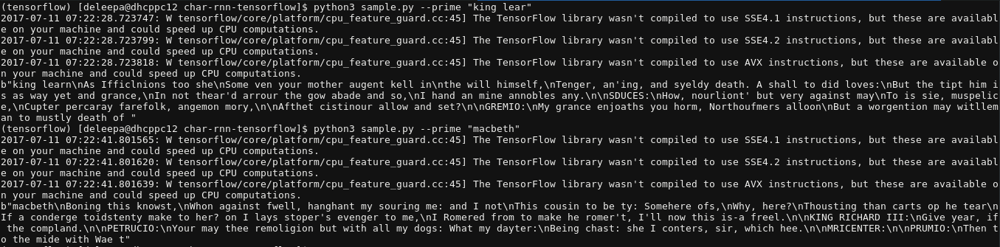 (tensorflow) [deleepa@dhcppc12 char-rnn-tensorflow]$ python3 sample.py --prime "king lear"
2017-07-11 07:22:28.723747: W tensorflow/core/platform/cpu_feature_guard.cc:45] The TensorFlow library wasn't compiled to use SSE4.1 instructions, but these are availabl
e on your machine and could speed up CPU computations.
2017-07-11 07:22:28.723799: W tensorflow/core/platform/cpu_feature_guard.cc:45] The TensorFlow library wasn't compiled to use SSE4.2 instructions, but these are availabl
e on your machine and could speed up CPU computations.
2017-07-11 07:22:28.723818: W tensorflow/core/platform/cpu_feature_guard.cc:45] The TensorFlow library wasn't compiled to use AVX instructions, but these are available o
n your machine and could speed up CPU computations.
b"king learn\nAs Ifficlnions too she\nSome ven your mother augent kell in\nthe will himself,\nTenger, an'ing, and syeldy death. A shall to did loves:\nBut the tipt him i
s as way yet and grance,\nIn not thear'd arrour the gow abade and so,\nI hand an mine annobles any.\n\nSDUCES:\nHow, nourliont' but very against may\nTo is sie, muspelic
e,\nCupter percaray farefolk, angemon mory,\n\nAfthet cistinour allow and set?\n\nGREMIO:\nMy grance enjoaths you horm, Northoufmers alloon\nBut a worgention may witllem
an to mustly death of "
(tensorflow) [deleepa@dhcppc12 char-rnn-tensorflow]$ python3 sample.py --prime "macbeth"
2017-07-11 07:22:41.801565: W tensorflow/core/platform/cpu_feature_guard.cc:45] The TensorFlow library wasn't compiled to use SSE4.1 instructions, but these are availabl
e on your machine and could speed up CPU computations.
2017-07-11 07:22:41.801620: W tensorflow/core/platform/cpu_feature_guard.cc:45] The TensorFlow library wasn't compiled to use SSE4.2 instructions, but these are availabl
e on your machine and could speed up CPU computations.
2017-07-11 07:22:41.801639: W tensorflow/core/platform/cpu_feature_guard.cc:45] The TensorFlow library wasn't compiled to use AVX instructions, but these are available o
n your machine and could speed up CPU computations.
b"macbeth\nBoning this knowst,\nWhon against fwell, hanghant my souring me: and I not\nThis cousin to be ty: Somehere ofs,\nWhy, here?\nThousting than carts op he tear\n
If a conderge toidstenty make to her? on I lays stoper's evenger to me,\nI Romered from to make he romer't, I'll now this is-a freel.\n\nKING RICHARD III:\nGive year, if
 the compland.\n\nPETRUCIO:\nYour may thee remoligion but with all my dogs: What my dayter:\nBeing chast: she I conters, sir, which hee.\n\nMRICENTER:\n\nPRUMIO:\nThen t
o the mide with Wae t"